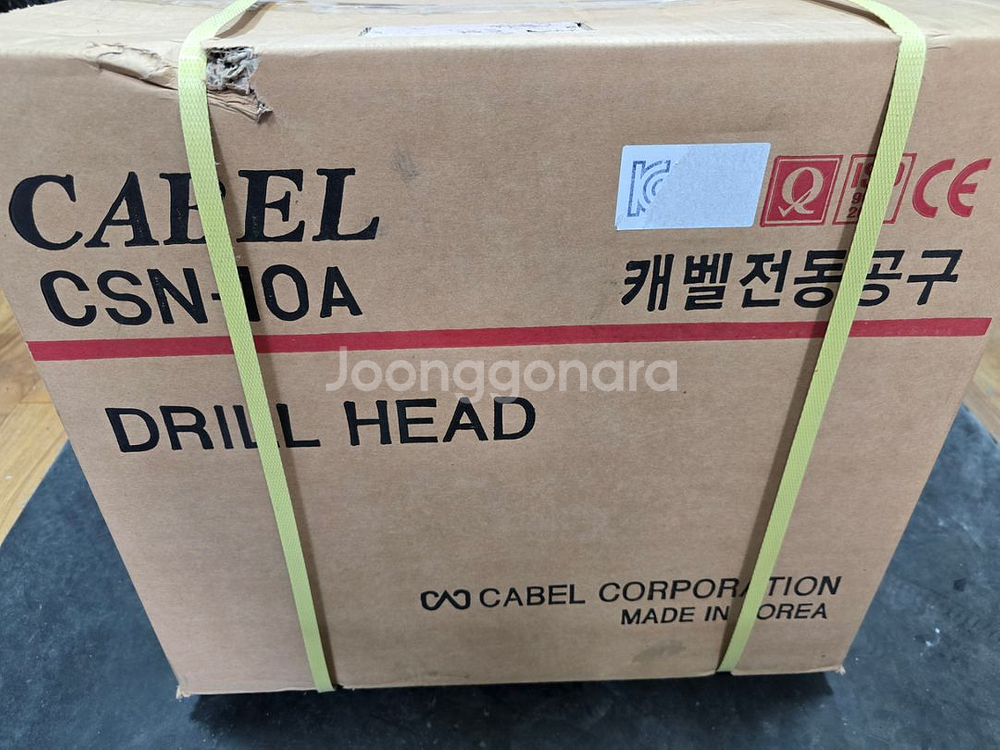 CABEL
CSN-10A
캐벨전동공구
CE
Joonggonara
DRILL HEAD
CABEL CORPORATION
MADE IN KOREA